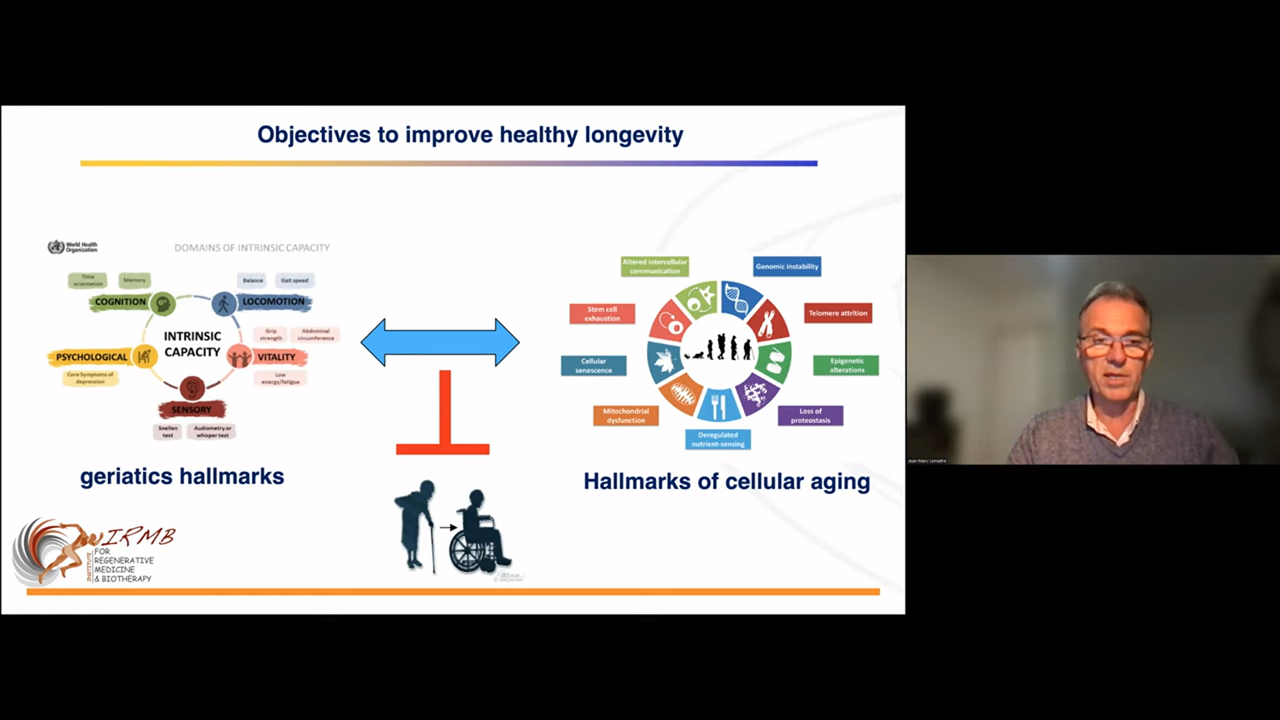 Objectives to improve healthy longevity
World Health
Organization
DOMAINS OF INTRINSIC CAPACITY
Time
orientation
Memory
COGNITION
Balance
Gait speed
LOCOMOTION
INTRINSIC
CAPACITY
Grip
strength
Abdominal
circumference
PSYCHOLOGICAL
VITALITY
Core Symptoms of
depression
Low
energy/fatigue
SENSORY
Snellen
test
Audiometry or
whisper test
geriatics hallmarks
Altered intercellular
communication
Genomic instability
Stem cell
exhaustion
Telomere attrition
Cellular
senescence
Epigenetic
alterations
Mitochondrial
dysfunction
Loss of
proteostasis
Deregulated
nutrient-sensing
Hallmarks of cellular aging
IRMB
INSTITUTE
FOR
REGENERATIVE
MEDICINE
& BIOTHERAPY
Jean-Marc Lemaitre